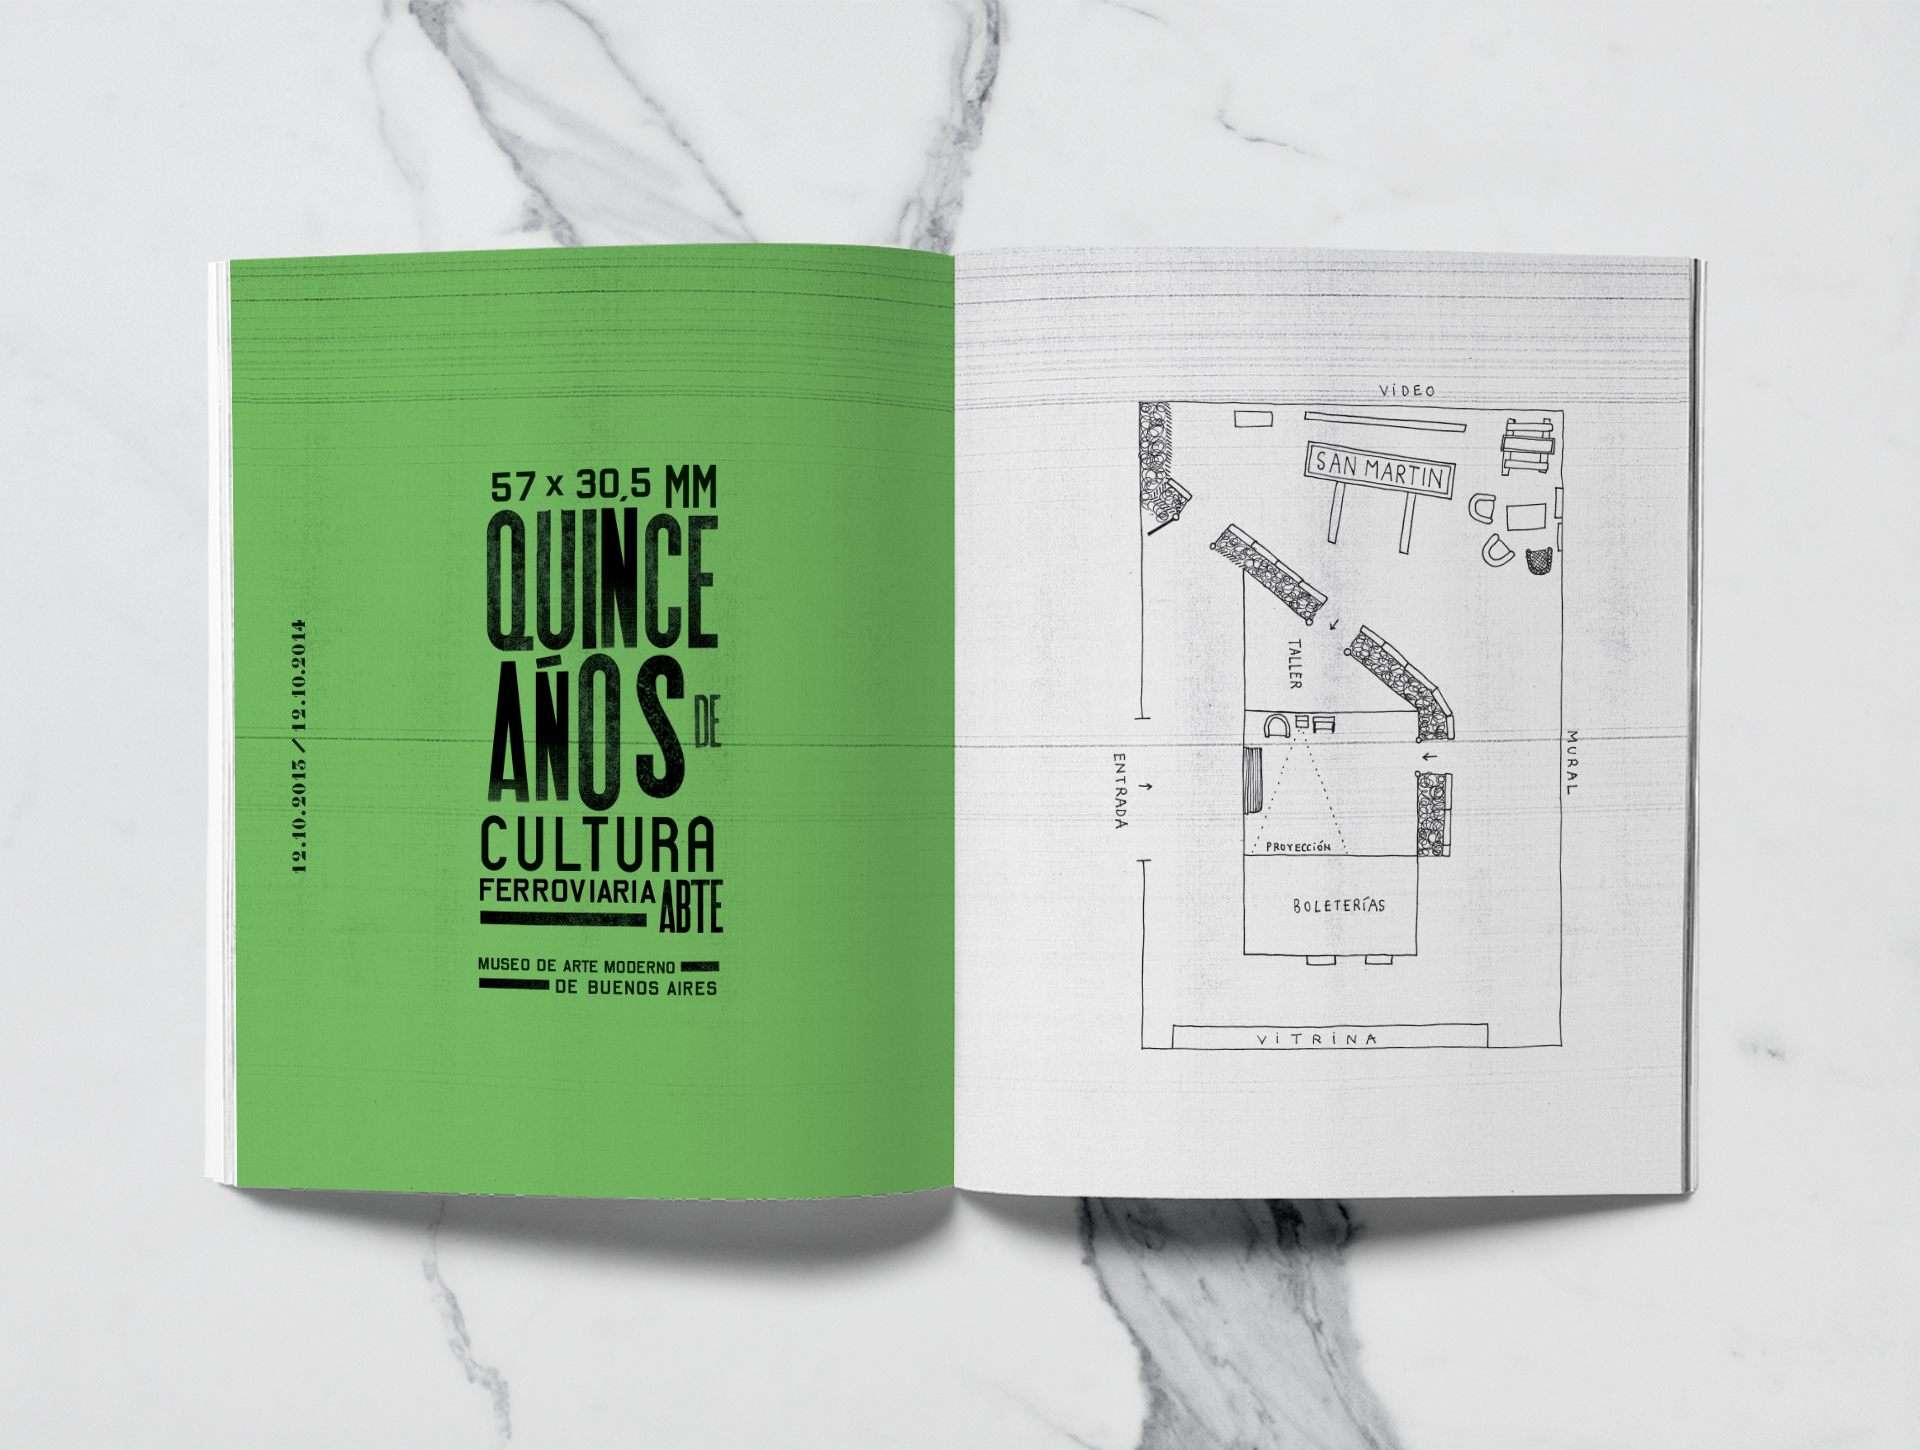 12.10.2013 / 12.10.2014
57 x 30,5 MM
QUINCE
AÑOS DE
CULTURA
FERROVIARIA ABTE
MUSEO DE ARTE MODERNO
DE BUENOS AIRES
VIDEO
SAN MARTIN
TALLER
MURAL
ENTRADA
PROYECCIÓN
BOLETERÍAS
VITRINA